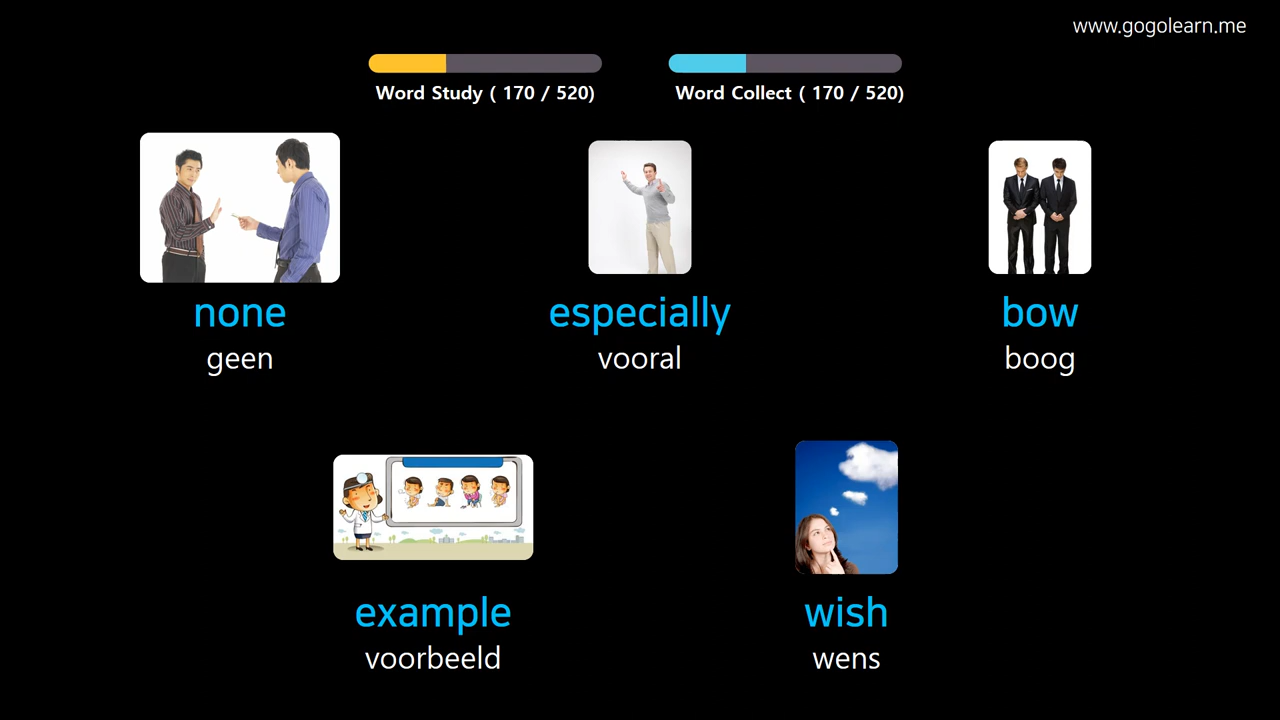 www.gogolearn.me
Word Study ( 170 / 520)
Word Collect ( 170 / 520)
none
geen
especially
vooral
bow
boog
example
voorbeeld
wish
wens